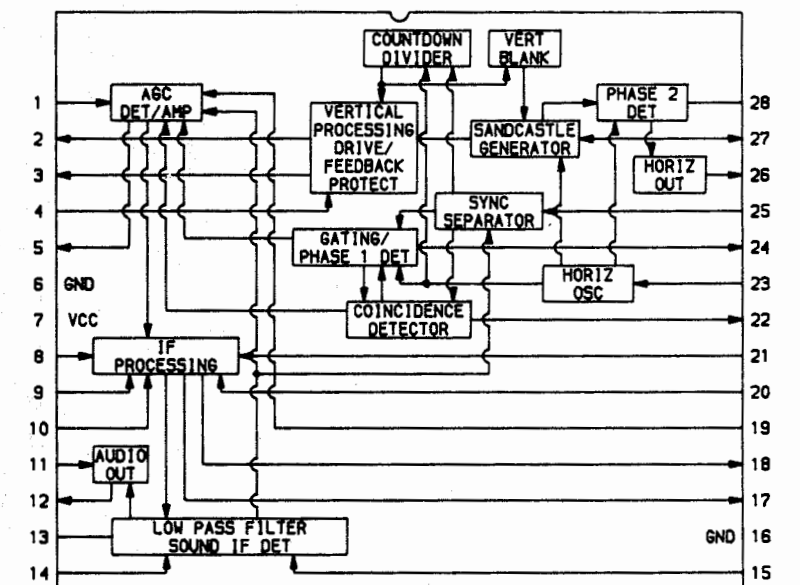 COUNTDOWN
DIVIDER
VERT
BLANK
1
AGC
DET/AMP
VERTICAL
PROCESSING
DRIVE/
FEEDBACK
PROTECT
PHASE 2
DET
28
2
SANDCASTLE
GENERATOR
27
3
HORIZ
OUT
26
4
SYNC
SEPARATOR
25
5
GATING/
PHASE 1 DET
24
6
GND
HORIZ
OSC
23
7
VCC
COINCIDENCE
DETECTOR
22
8
IF
PROCESSING
21
9
20
10
19
11
AUDIO
OUT
18
12
17
13
LOW PASS FILTER
SOUND IF DET
GND
16
14
15